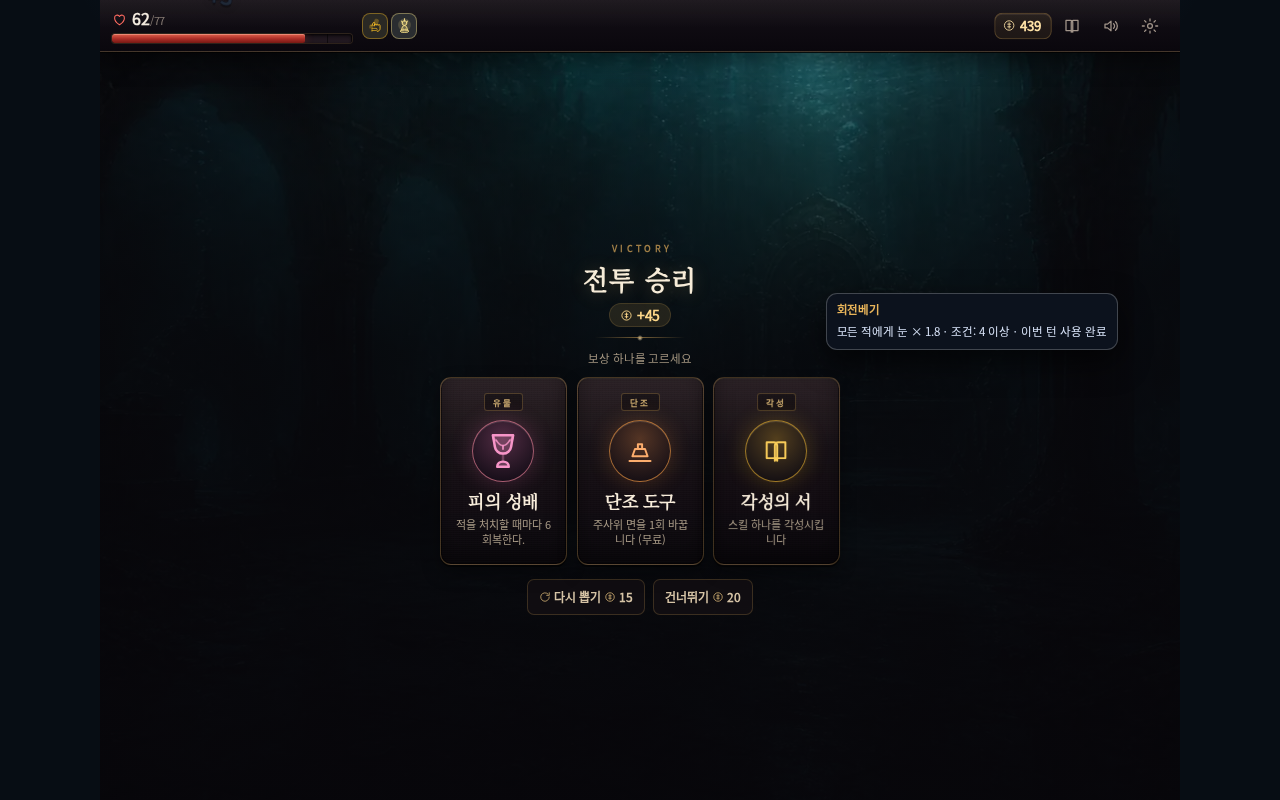 62/77
439
VICTORY
전투 승리
+45
보상 하나를 고르세요
회전베기
모든 적에게 눈 × 1.8 · 조건: 4 이상 · 이번 턴 사용 완료
유물
피의 성배
적을 처치할 때마다 6
회복한다.
단조
단조 도구
주사위 면을 1회 바꿉
니다 (무료)
각성
각성의 서
스킬 하나를 각성시킵
니다
다시 뽑기 15
건너뛰기 20